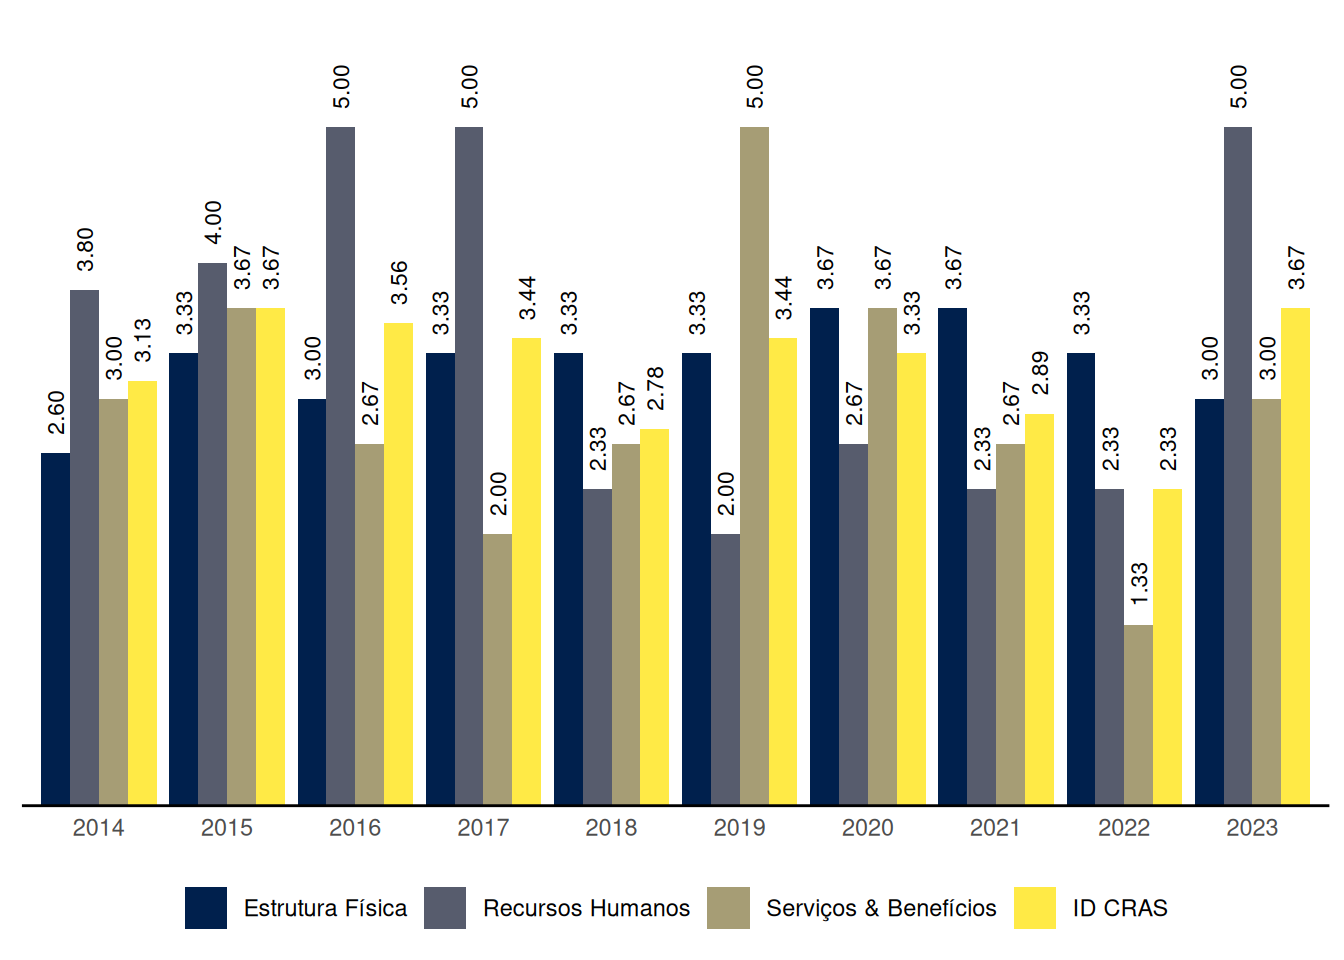 2.60 3.80 3.00 3.13 3.33 4.00 3.67 3.67 3.00 5.00 2.67 3.56 3.33 5.00 2.00 3.44 3.33 2.33 2.67 2.78 3.33 2.00 5.00 3.44 3.67 2.67 3.67 3.33 3.67 2.33 2.67 2.89 3.33 2.33 1.33 2.33 3.00 5.00 3.00 3.67
2014 2015 2016 2017 2018 2019 2020 2021 2022 2023
Estrutura Física Recursos Humanos Serviços & Benefícios ID CRAS